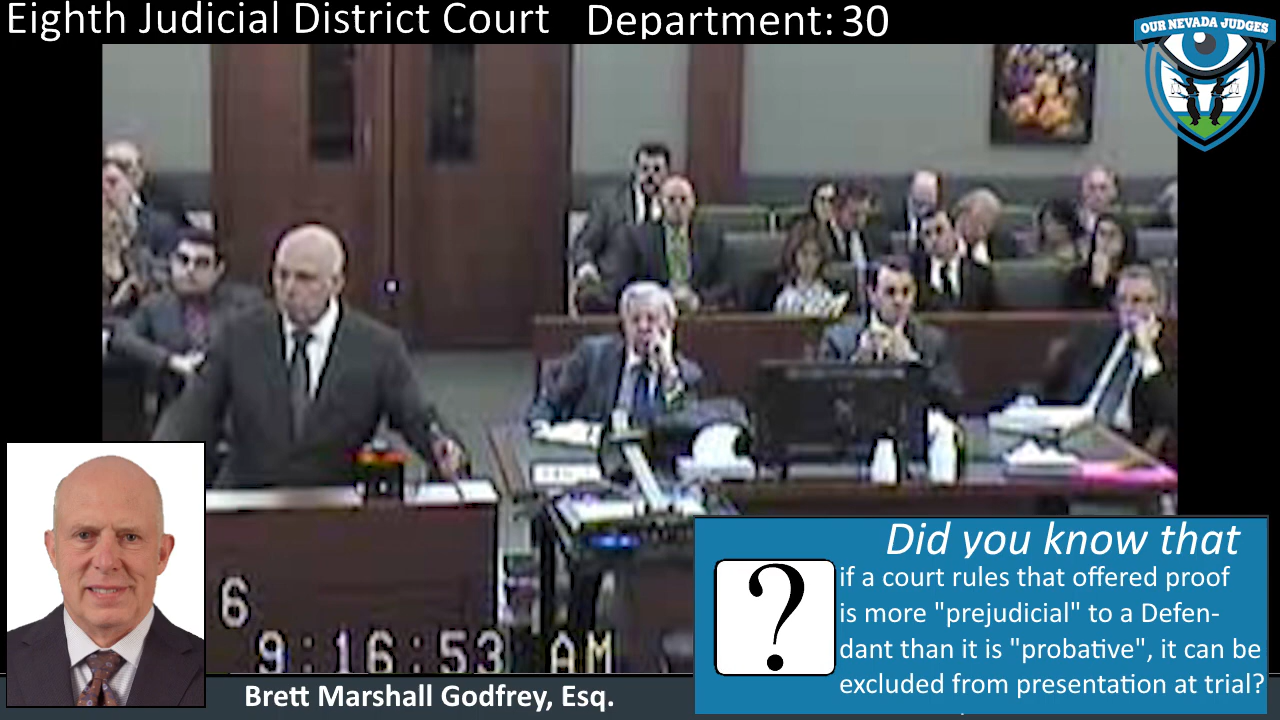 Eighth Judicial District Court Department: 30
OUR NEVADA JUDGES
Did you know that
?
if a court rules that offered proof
is more "prejudicial" to a Defen-
dant than it is "probative", it can be
excluded from presentation at trial?
6
9:16:53 AM
Brett Marshall Godfrey, Esq.